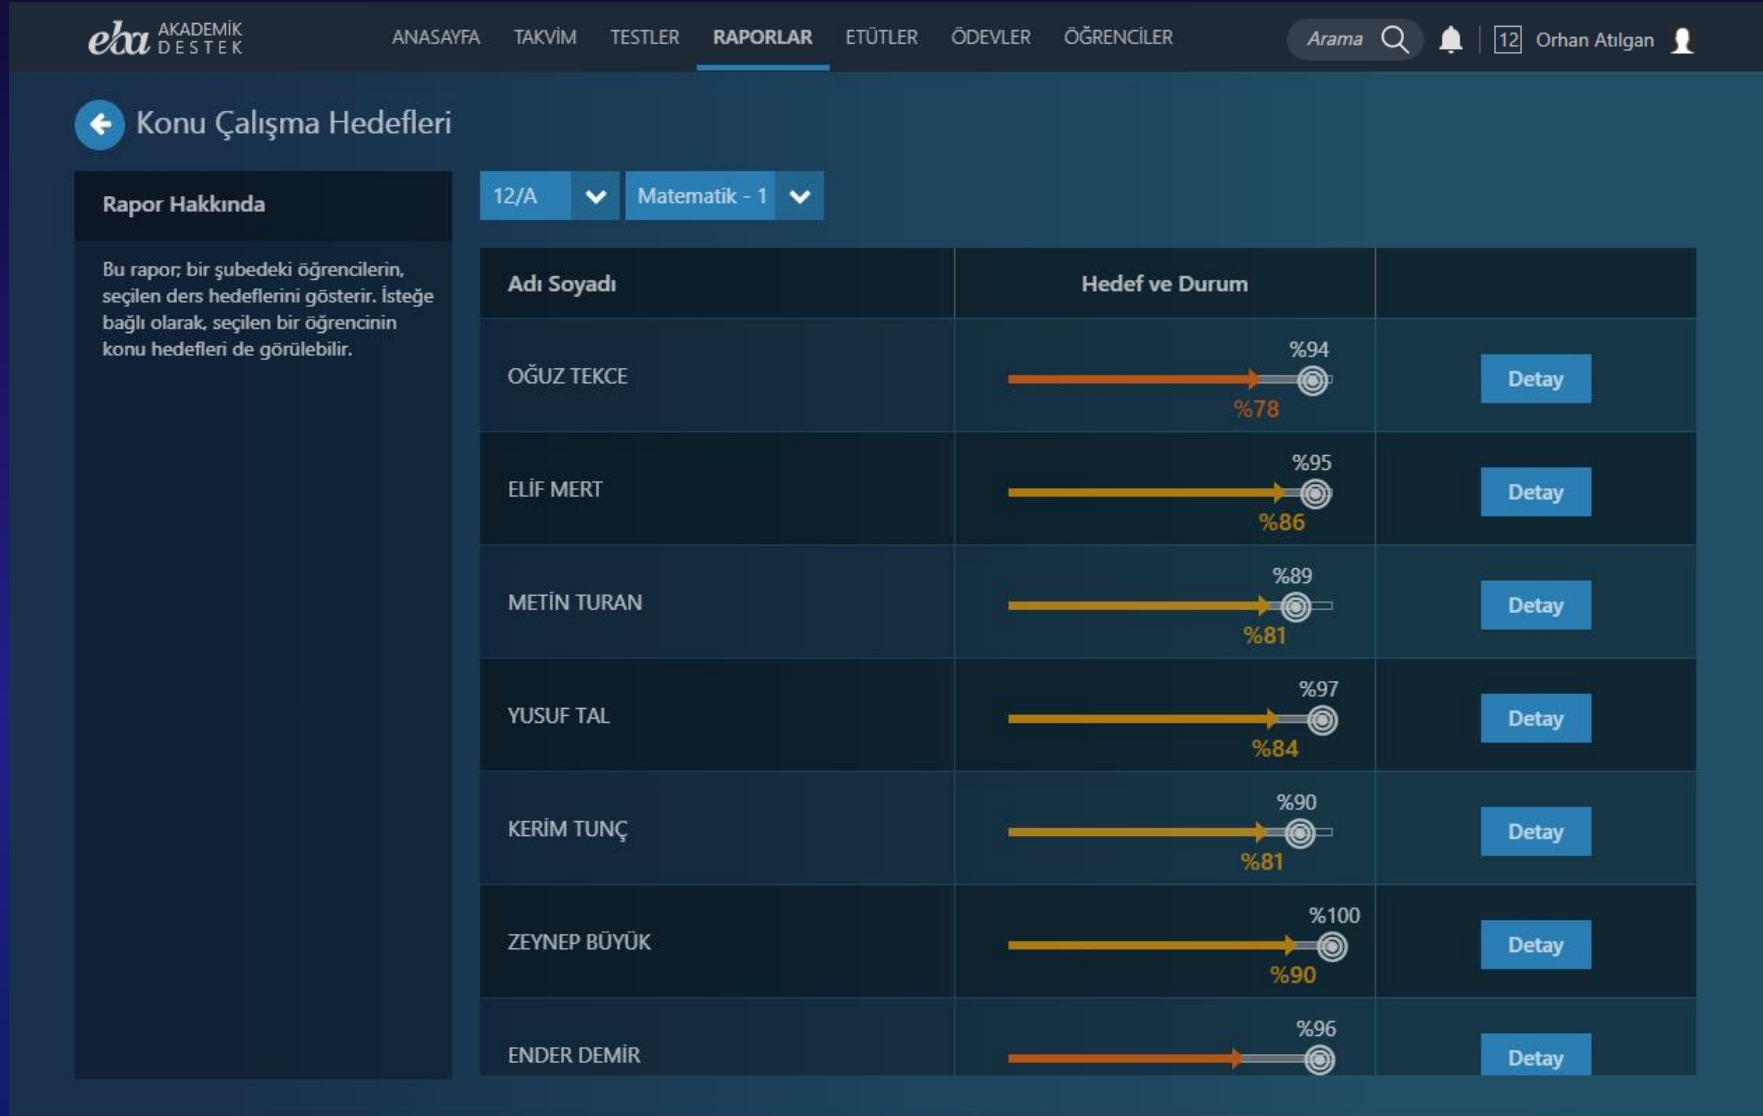 eba AKADEMİK
DESTEK
ANASAYFA TAKVİM TESTLER RAPORLAR ETÜTLER ÖDEVLER ÖĞRENCİLER
Arama
12 Orhan Atılgan
Konu Çalışma Hedefleri
Rapor Hakkında
Bu rapor; bir şubedeki öğrencilerin,
seçilen ders hedeflerini gösterir. İsteğe
bağlı olarak, seçilen bir öğrencinin
konu hedefleri de görülebilir.
12/A Matematik - 1
Adı Soyadı Hedef ve Durum
%94
OĞUZ TEKCE Detay
%78
%95
ELİF MERT Detay
%86
%89
METİN TURAN Detay
%81
%97
YUSUF TAL Detay
%84
%90
KERİM TUNÇ Detay
%81
%100
ZEYNEP BÜYÜK Detay
%90
%96
ENDER DEMİR Detay